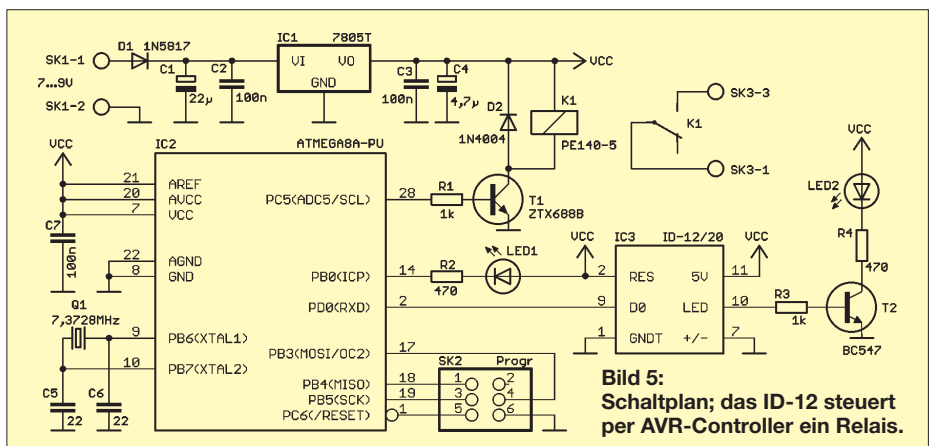 SK1-1
D1 1N5817
7...9V
SK1-2
C1
22µ
C2
100n
IC1 7805T
VI VO
GND
C3
100n
C4
4,7µ
D2
1N4004
K1
PE140-5
VCC
SK3-3
K1
SK3-1
VCC
IC2 ATMEGA8A-PU
21 AREF
20 AVCC
7 VCC
C7
100n
22 AGND
8 GND
Q1
7,3728MHz
9 PB6(XTAL1)
10 PB7(XTAL2)
C5
22
C6
22
PC5(ADC5/SCL) 28
R1
1k
T1
ZTX688B
PB0(ICP) 14
R2
470
LED1
VCC
PD0(RXD) 2
PB3(MOSI/OC2) 17
PB4(MISO) 18
PB5(SCK) 19
PC6(/RESET) 1
SK2 Progr
1 2
3 4
5 6
IC3 ID-12/20
2 RES 5V 11
9 D0 LED 10
1 GNDT +/- 7
VCC
R3
1k
VCC
LED2
R4
470
T2
BC547
Bild 5:
Schaltplan; das ID-12 steuert
per AVR-Controller ein Relais.